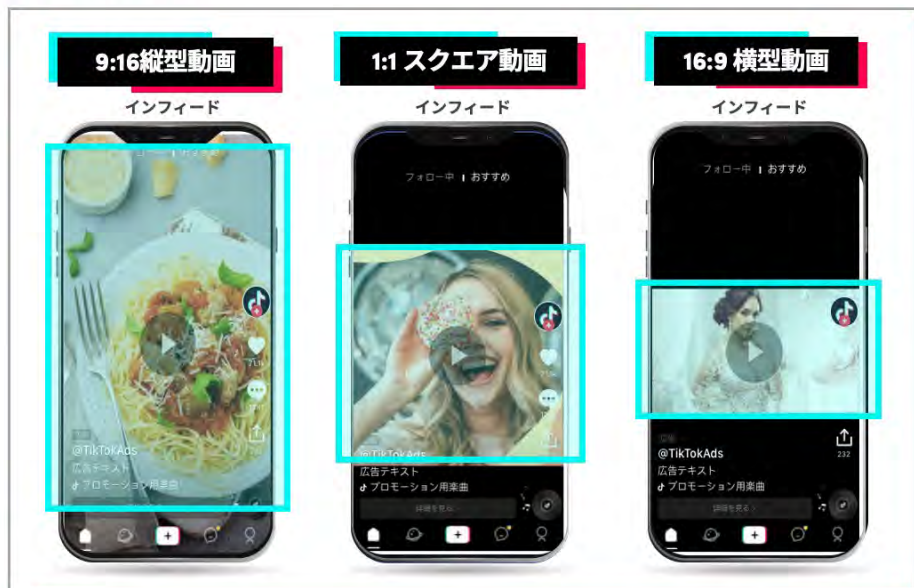 9:16縦型動画
インフィード
おすすめ
@TikTokAds
広告テキスト
プロモーション用楽曲
1:1 スクエア動画
インフィード
フォロー中 おすすめ
@TikTokAds
広告テキスト
プロモーション用楽曲
詳細を見る
16:9 横型動画
インフィード
フォロー中 おすすめ
232
@TikTokAds
広告テキスト
プロモーション用楽曲
詳細を見る